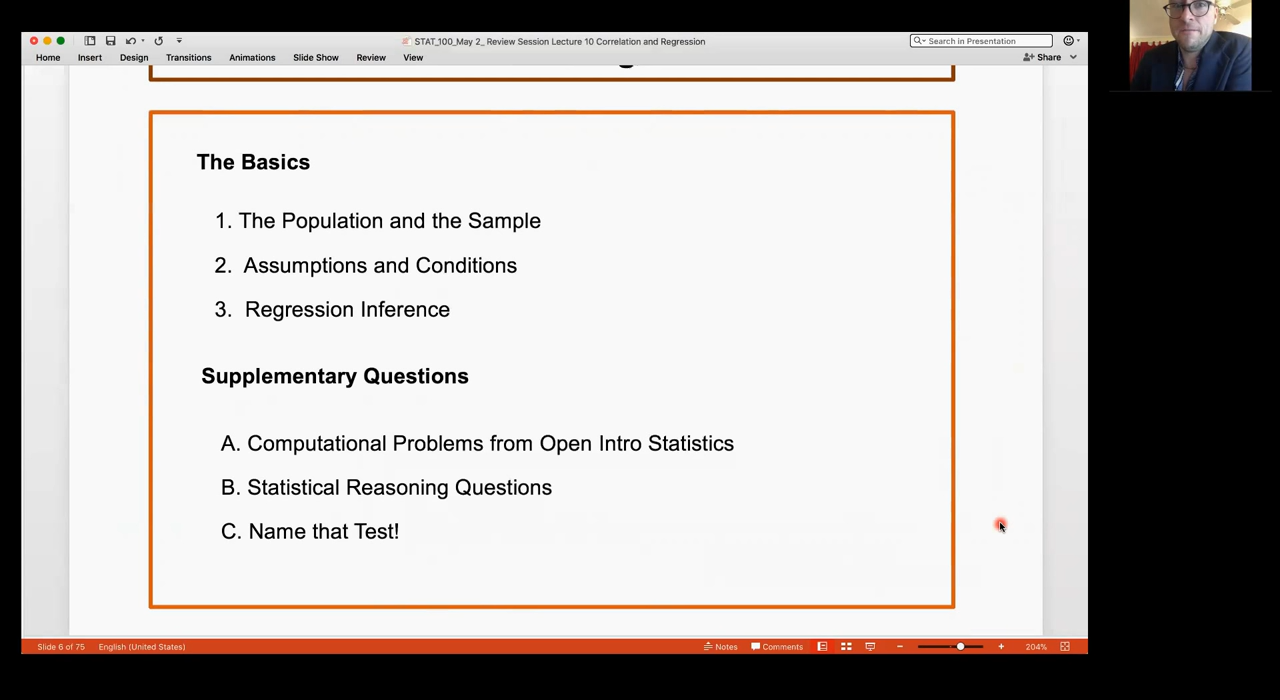 STAT_100_May 2_ Review Session Lecture 10 Correlation and Regression
Search in Presentation
Home Insert Design Transitions Slide Show Animations Review View
Share
The Basics
1. The Population and the Sample
2. Assumptions and Conditions
3. Regression Inference
Supplementary Questions
A. Computational Problems from Open Intro Statistics
B. Statistical Reasoning Questions
C. Name that Test!
Slide 6 of 75 English (United States) Notes Comments 204%